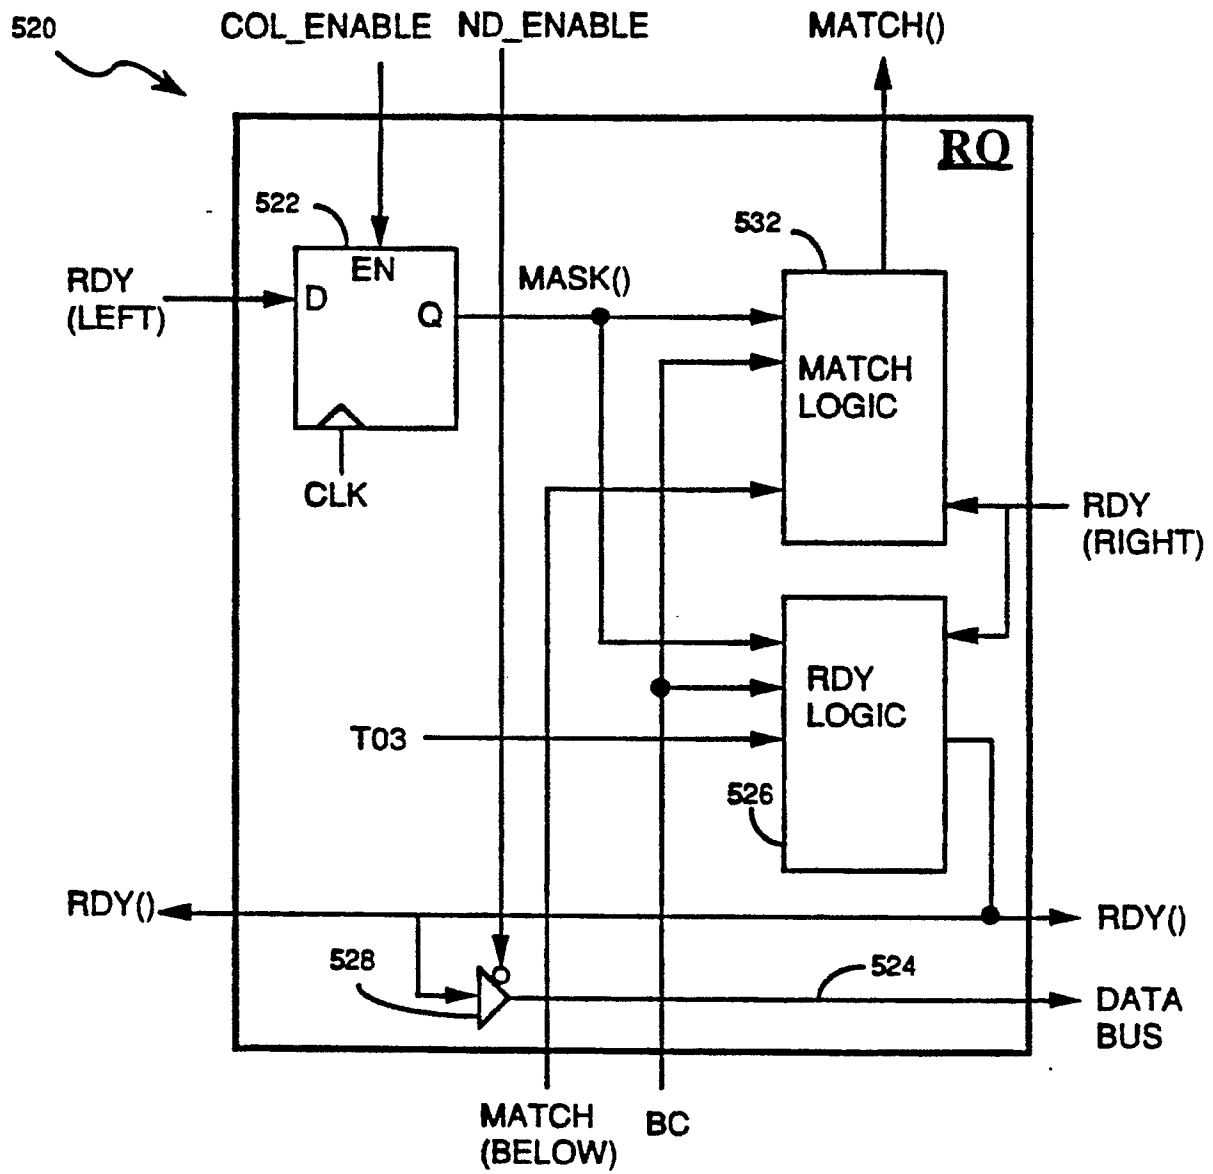 520
COL_ENABLE
ND_ENABLE
MATCH()
RQ
522
532
EN
RDY
(LEFT)
D
MASK()
Q
MATCH
LOGIC
CLK
RDY
(RIGHT)
RDY
LOGIC
T03
526
RDY()
RDY()
528
524
DATA
BUS
MATCH
(BELOW)
BC